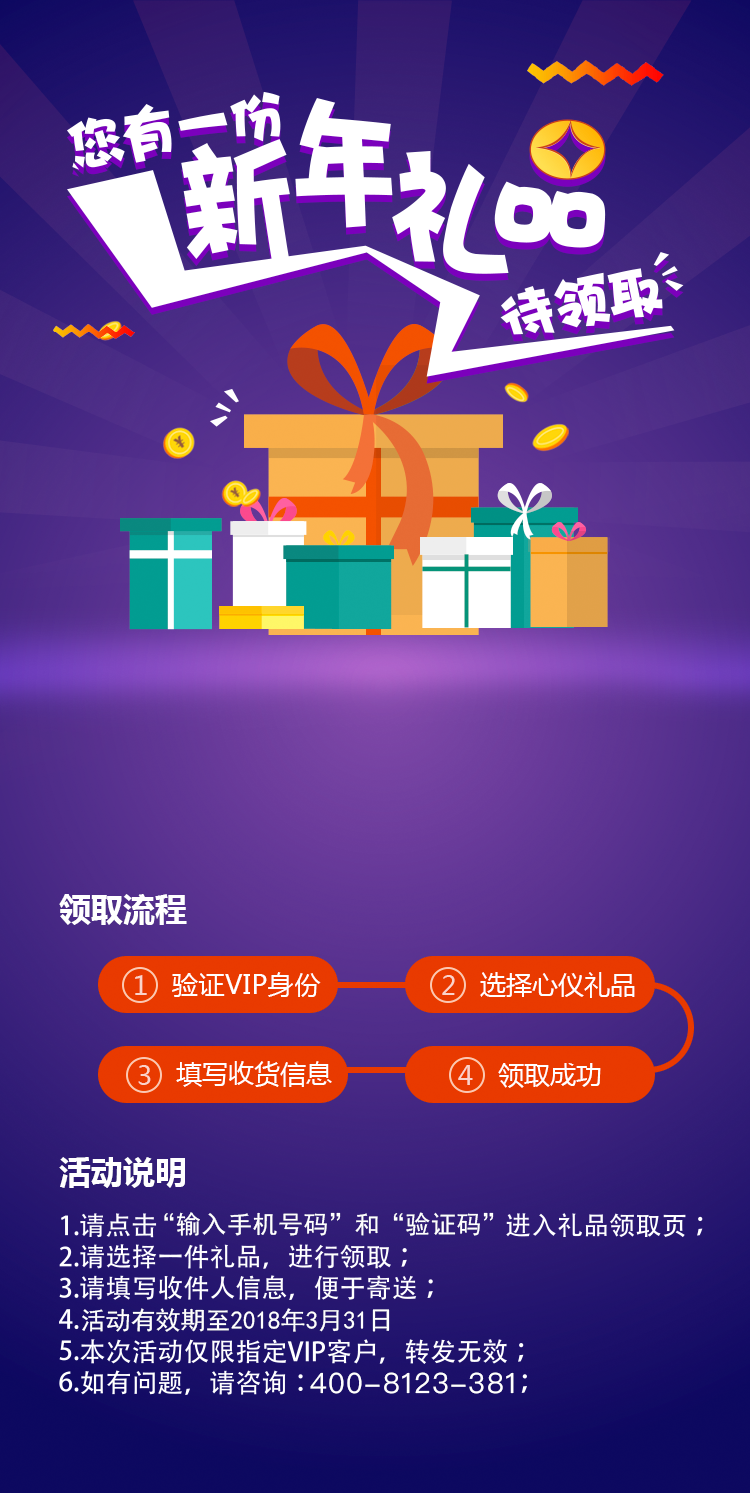 您有一份
新年礼品
待领取
领取流程
① 验证VIP身份
② 选择心仪礼品
③ 填写收货信息
④ 领取成功
活动说明
1.请点击“输入手机号码”和“验证码”进入礼品领取页；
2.请选择一件礼品，进行领取；
3.请填写收件人信息，便于寄送；
4.活动有效期至2018年3月31日
5.本次活动仅限指定VIP客户，转发无效；
6.如有问题，请咨询：400-8123-381；